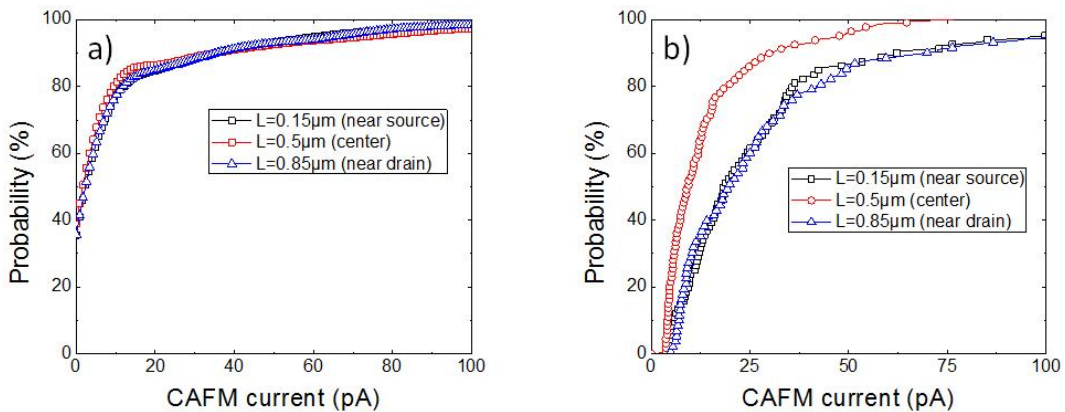 a)
100
80
60
40
20
0
Probability (%)
L=0.15µm (near source)
L=0.5µm (center)
L=0.85µm (near drain)
0 20 40 60 80 100
CAFM current (pA)
b)
100
80
60
40
20
0
Probability (%)
L=0.15µm (near source)
L=0.5µm (center)
L=0.85µm (near drain)
0 25 50 75 100
CAFM current (pA)